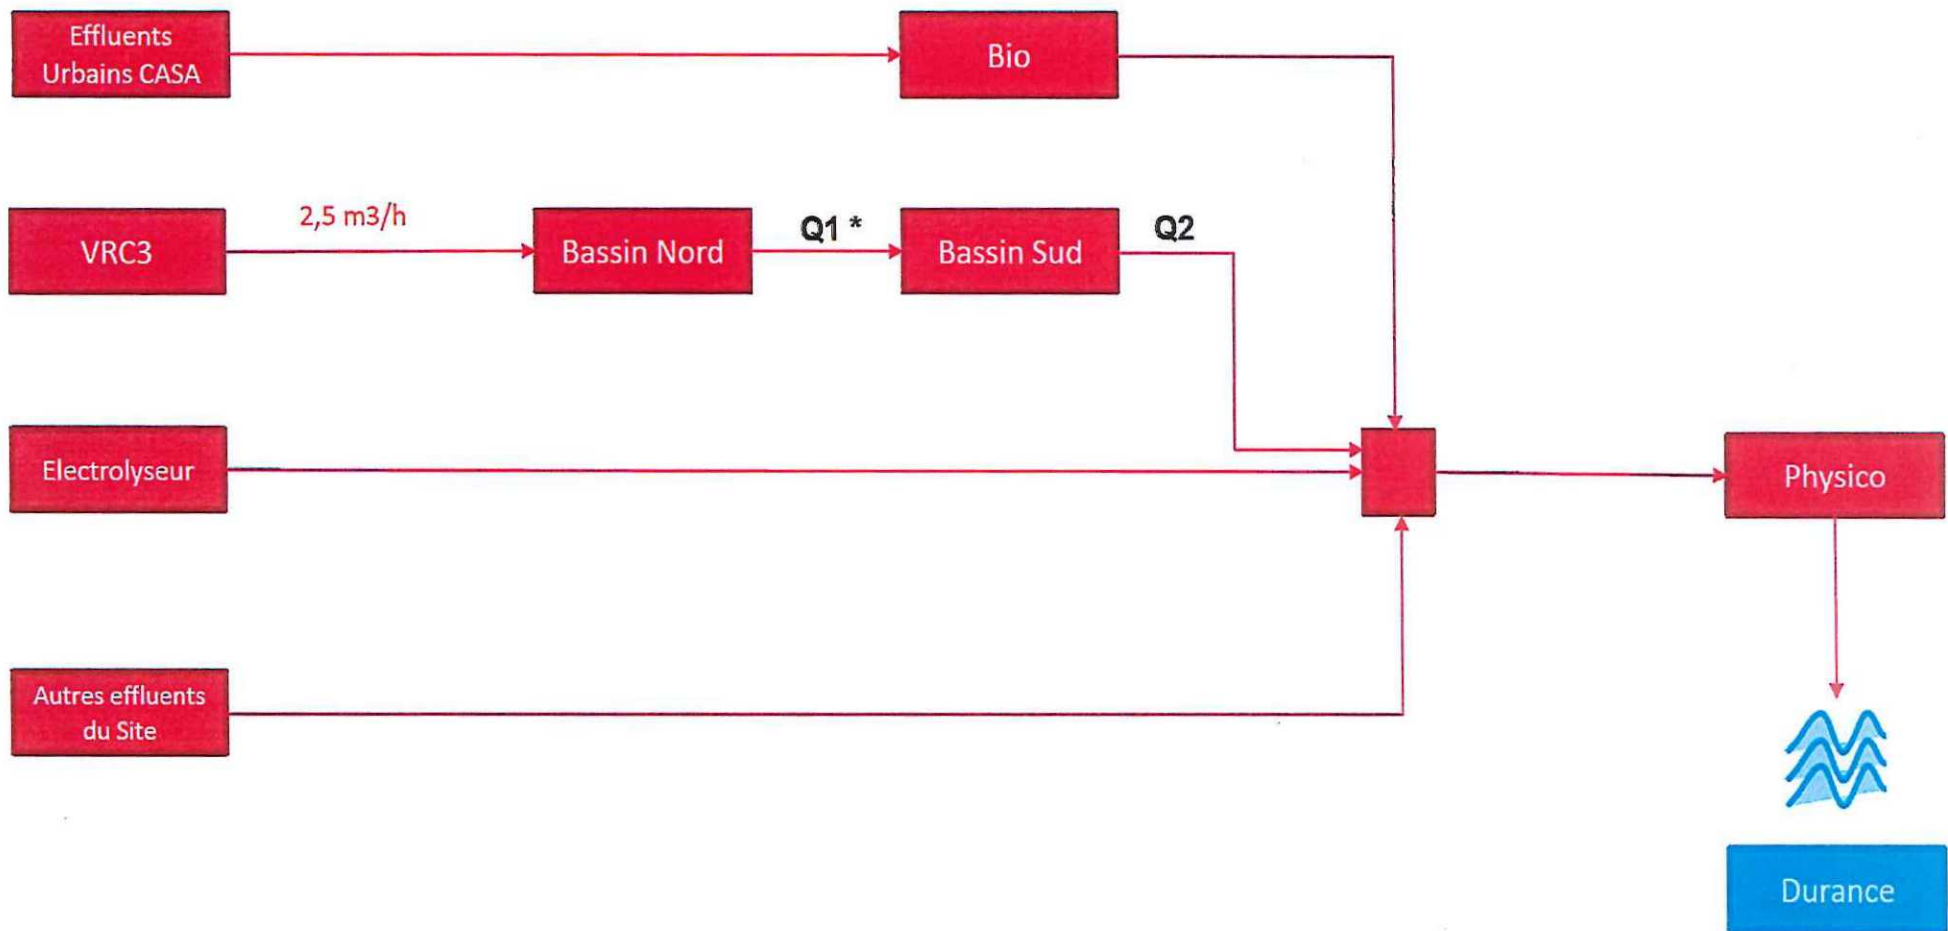 Effluents
Urbains CASA
Bio
VRC3
2,5 m3/h
Bassin Nord
Q1 *
Bassin Sud
Q2
Electrolyseur
Physico
Autres effluents
du Site
Durance